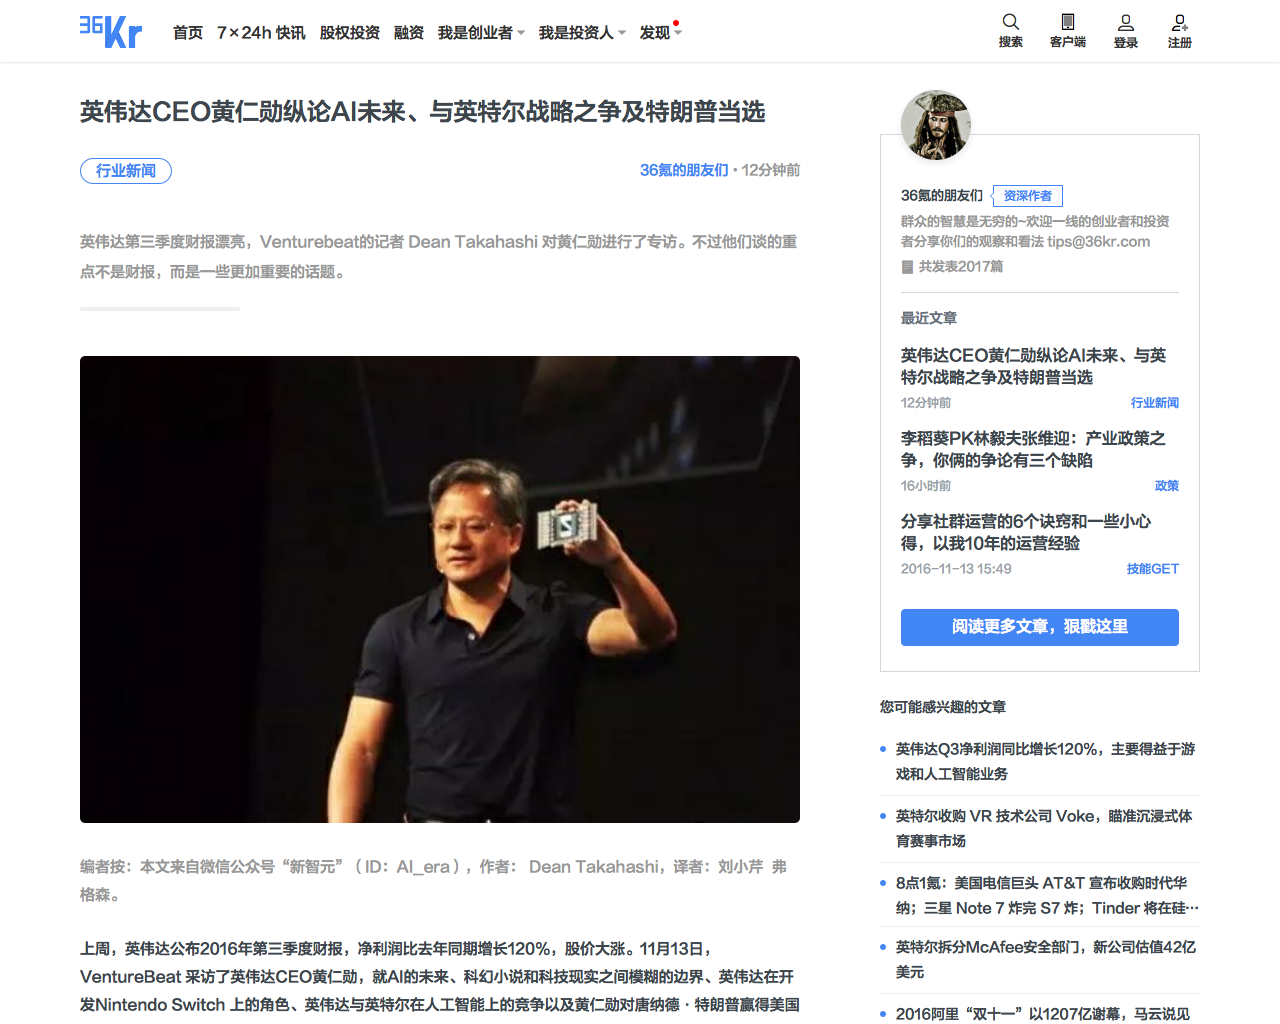 36Kr
首页 7×24h 快讯 股权投资 融资 我是创业者 我是投资人 发现
搜索 客户端 登录 注册
英伟达CEO黄仁勋纵论AI未来、与英特尔战略之争及特朗普当选
行业新闻
36氪的朋友们 · 12分钟前
英伟达第三季度财报漂亮，Venturebeat的记者 Dean Takahashi 对黄仁勋进行了专访。不过他们谈的重
点不是财报，而是一些更加重要的话题。
编者按：本文来自微信公众号“新智元”（ID：AI_era），作者： Dean Takahashi，译者：刘小芹 弗
格森。
上周，英伟达公布2016年第三季度财报，净利润比去年同期增长120%，股价大涨。11月13日，
VentureBeat 采访了英伟达CEO黄仁勋，就AI的未来、科幻小说和科技现实之间模糊的边界、英伟达在开
发Nintendo Switch 上的角色、英伟达与英特尔在人工智能上的竞争以及黄仁勋对唐纳德·特朗普赢得美国
36氪的朋友们 资深作者
群众的智慧是无穷的~欢迎一线的创业者和投资
者分享你们的观察和看法 tips@36kr.com
共发表2017篇
最近文章
英伟达CEO黄仁勋纵论AI未来、与英
特尔战略之争及特朗普当选
12分钟前 行业新闻
李稻葵PK林毅夫张维迎：产业政策之
争，你俩的争论有三个缺陷
16小时前 政策
分享社群运营的6个诀窍和一些小心
得，以我10年的运营经验
2016-11-13 15:49 技能GET
阅读更多文章，狠戳这里
您可能感兴趣的文章
英伟达Q3净利润同比增长120%，主要得益于游
戏和人工智能业务
英特尔收购 VR 技术公司 Voke，瞄准沉浸式体
育赛事市场
8点1氪：美国电信巨头 AT&T 宣布收购时代华
纳；三星 Note 7 炸完 S7 炸；Tinder 将在硅…
英特尔拆分McAfee安全部门，新公司估值42亿
美元
2016阿里“双十一”以1207亿谢幕，马云说见